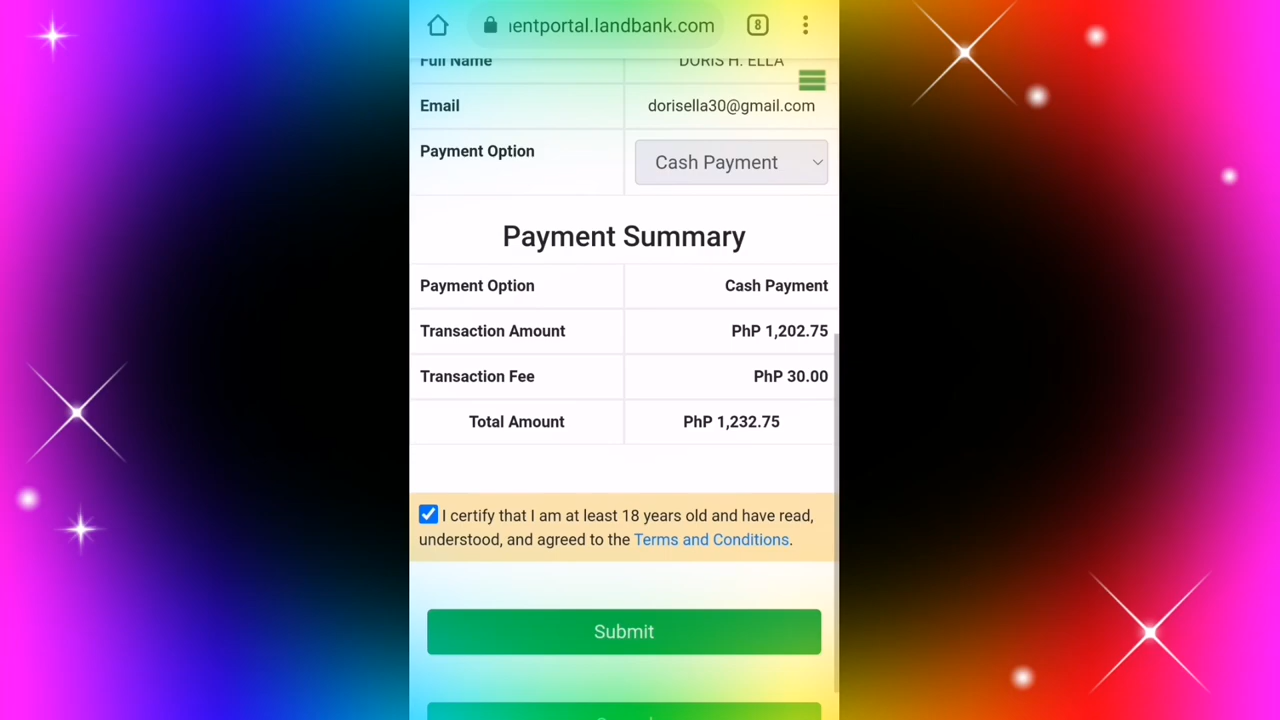 entportal.landbank.com
8
Full Name DORIS H. ELLA
Email dorisella30@gmail.com
Payment Option Cash Payment
Payment Summary
Payment Option Cash Payment
Transaction Amount PhP 1,202.75
Transaction Fee PhP 30.00
Total Amount PhP 1,232.75
I certify that I am at least 18 years old and have read,
understood, and agreed to the Terms and Conditions.
Submit